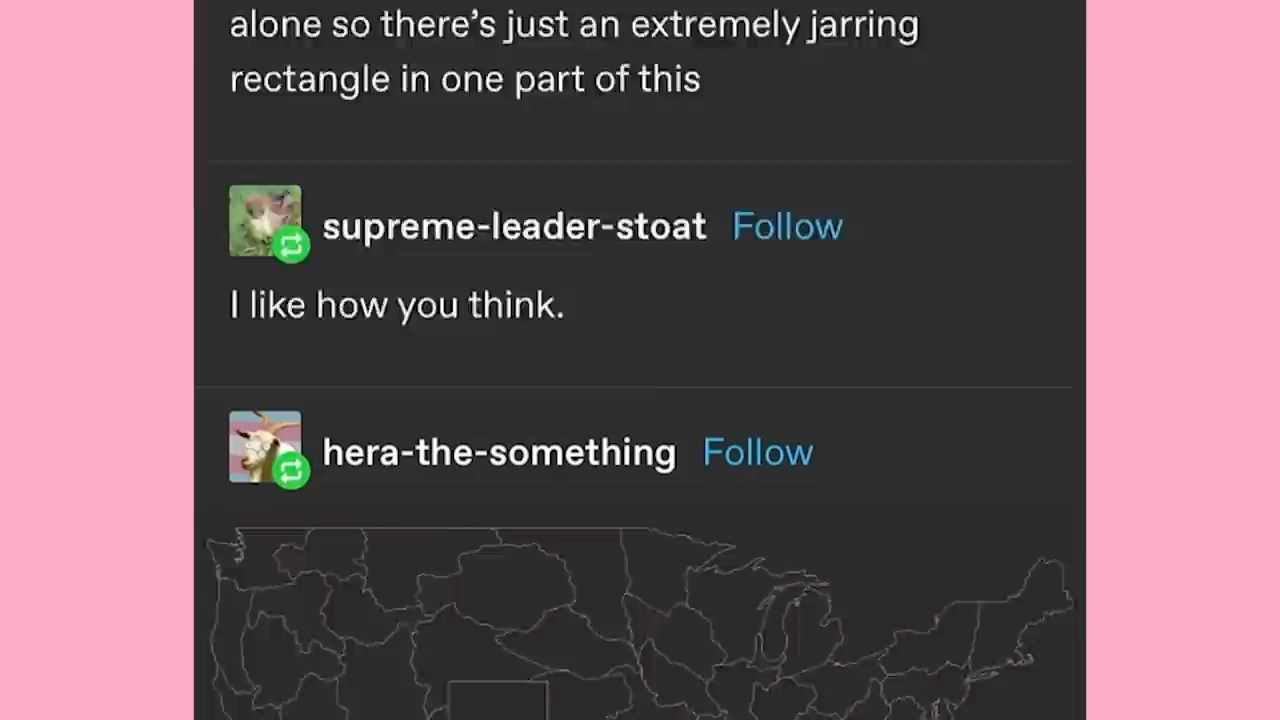 alone so there’s just an extremely jarring
rectangle in one part of this
supreme-leader-stoat Follow
I like how you think.
hera-the-something Follow